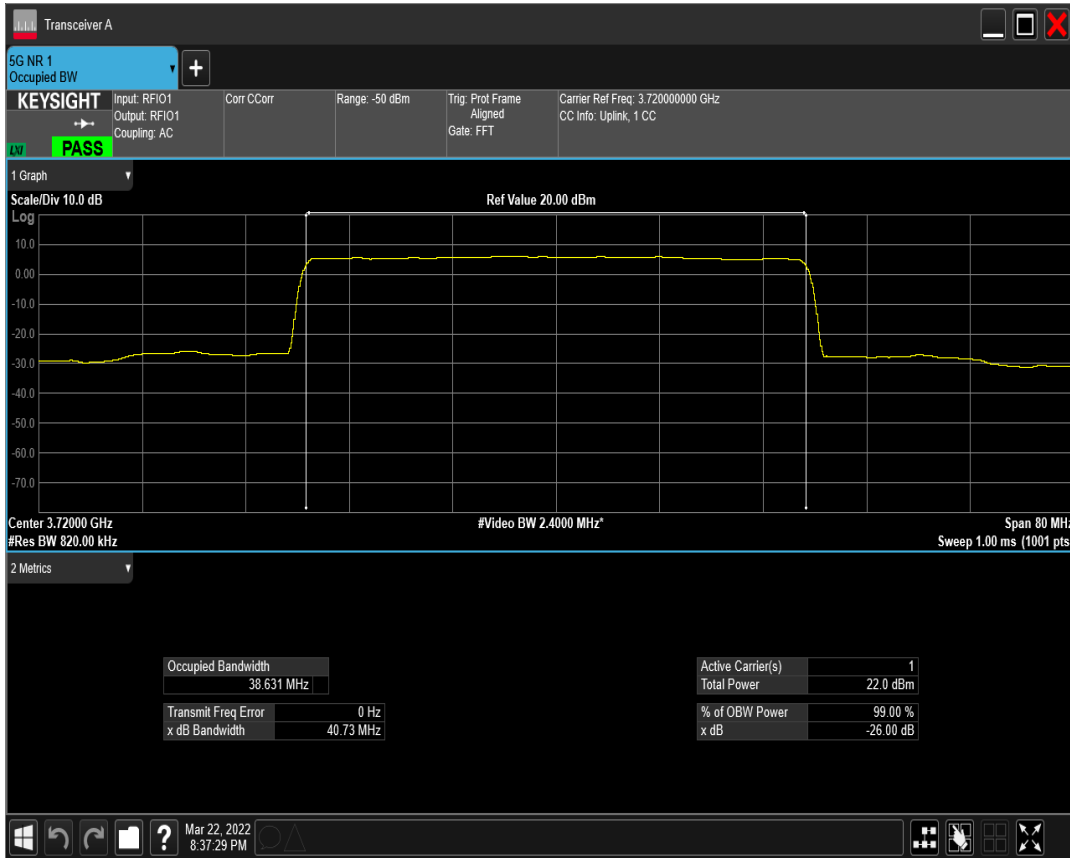 Transceiver A
5G NR 1
Occupied BW
KEYSIGHT
LXI
PASS
Input: RFIO1
Output: RFIO1
Coupling: AC
Corr CCorr
Range: -50 dBm
Trig: Prot Frame
Aligned
Gate: FFT
Carrier Ref Freq: 3.720000000 GHz
CC Info: Uplink, 1 CC
1 Graph
Scale/Div 10.0 dB
Ref Value 20.00 dBm
Log
10.0
0.00
-10.0
-20.0
-30.0
-40.0
-50.0
-60.0
-70.0
Center 3.72000 GHz
#Video BW 2.4000 MHz*
Span 80 MHz
#Res BW 820.00 kHz
Sweep 1.00 ms (1001 pts
2 Metrics
Occupied Bandwidth
38.631 MHz
Transmit Freq Error 0 Hz
x dB Bandwidth 40.73 MHz
Active Carrier(s) 1
Total Power 22.0 dBm
% of OBW Power 99.00 %
x dB -26.00 dB
?
Mar 22, 2022
8:37:29 PM